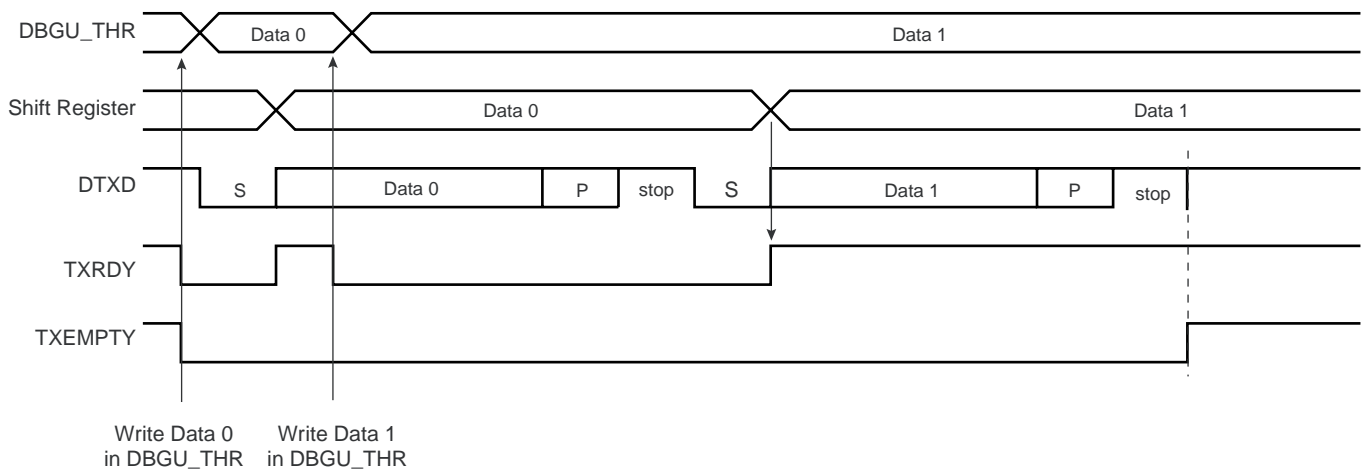 DBGU_THR
Data 0
Data 1
Shift Register
Data 0
Data 1
DTXD
S
Data 0
P
stop
S
Data 1
P
stop
TXRDY
TXEMPTY
Write Data 0
in DBGU_THR
Write Data 1
in DBGU_THR